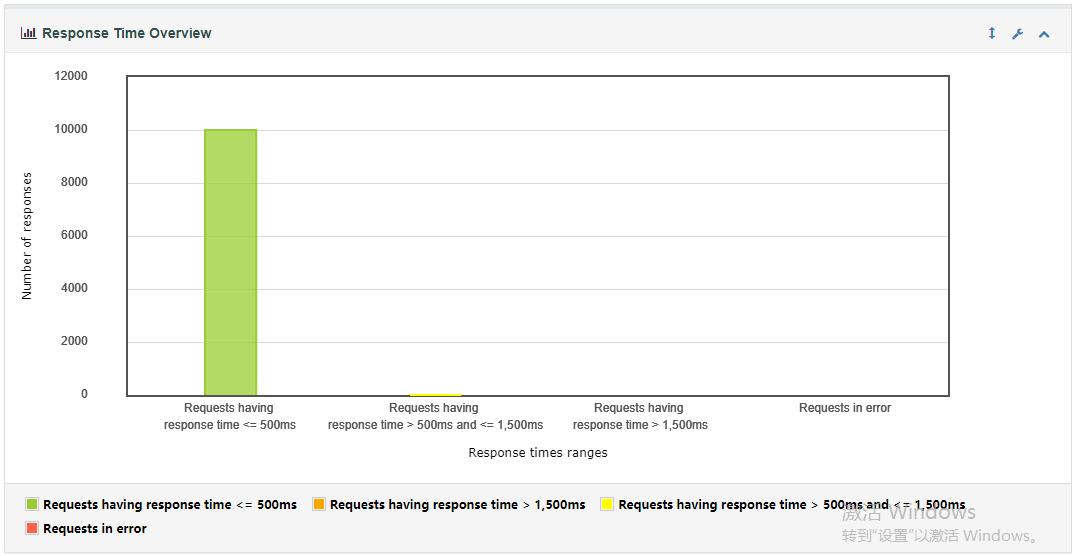 Response Time Overview
12000
10000
8000
6000
4000
2000
0
Number of responses
Requests having
response time <= 500ms
Requests having
response time > 500ms and <= 1,500ms
Requests having
response time > 1,500ms
Requests in error
Response times ranges
Requests having response time <= 500ms
Requests having response time > 1,500ms
Requests having response time > 500ms and <= 1,500ms
Requests in error
激活 Windows
转到“设置”以激活 Windows。